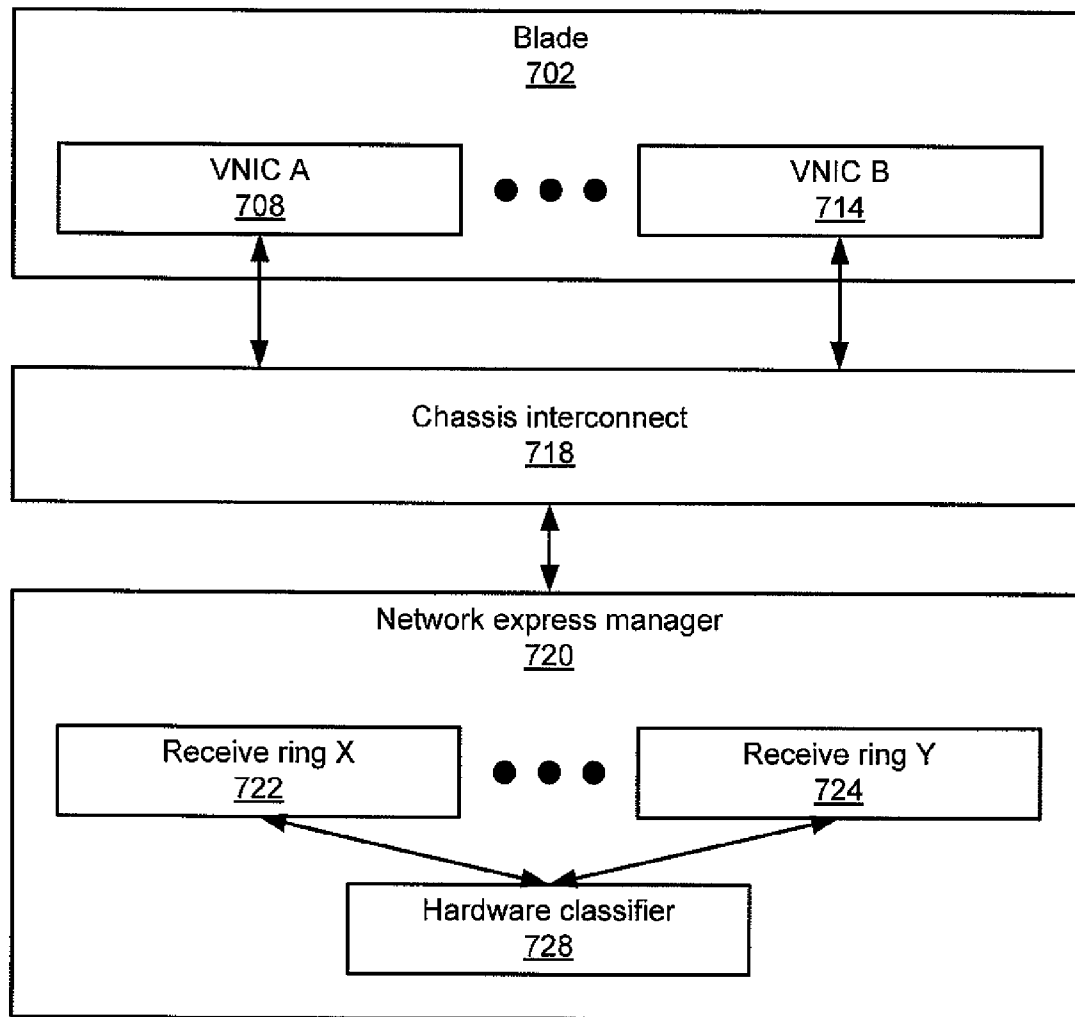 Blade
702
VNIC A
708
VNIC B
714
Chassis interconnect
718
Network express manager
720
Receive ring X
722
Receive ring Y
724
Hardware classifier
728